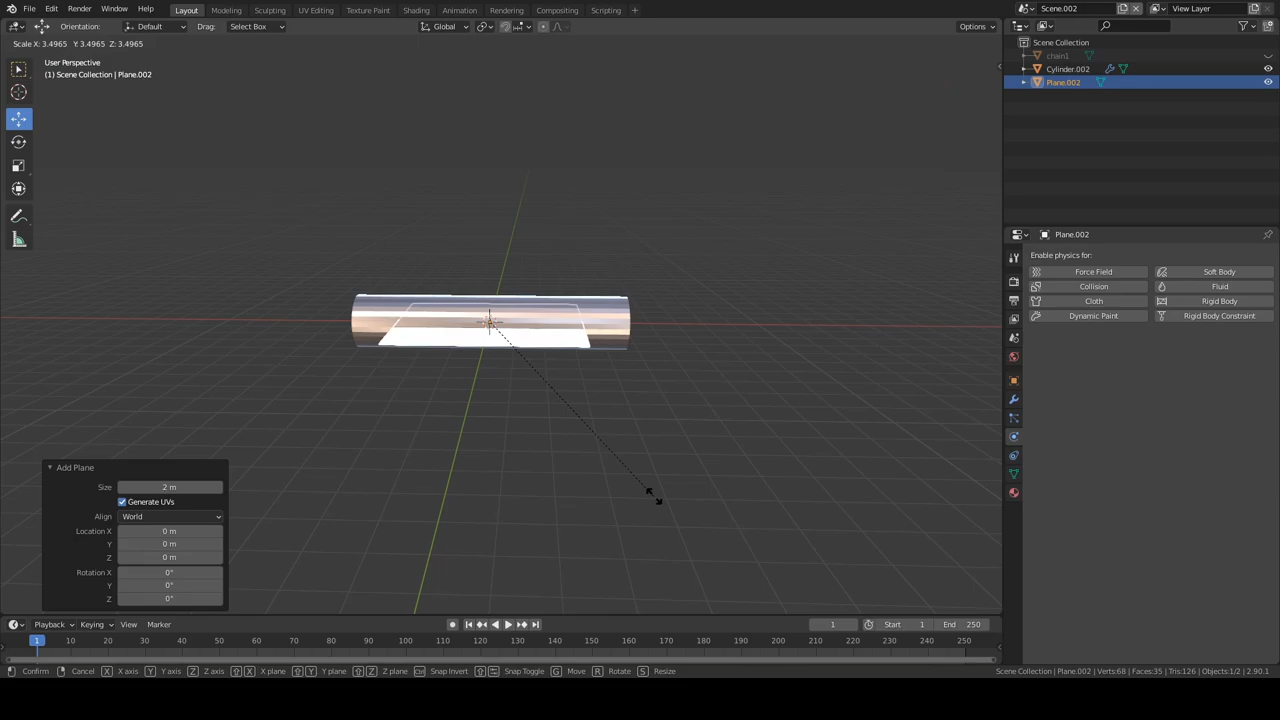 File Edit Render Window Help Layout Modeling Sculpting UV Editing Texture Paint Shading Animation Rendering Compositing Scripting + Scene.002 View Layer
Orientation: Default Drag: Select Box Global Options
Scale X: 3.4965 Y: 3.4965 Z: 3.4965
User Perspective
(1) Scene Collection | Plane.002
Scene Collection
chain1
Cylinder.002
Plane.002
Plane.002
Enable physics for:
Force Field Soft Body
Collision Fluid
Cloth Rigid Body
Dynamic Paint Rigid Body Constraint
Add Plane
Size 2 m
Generate UVs
Align World
Location X 0 m
Y 0 m
Z 0 m
Rotation X 0°
Y 0°
Z 0°
Playback Keying View Marker 1 Start 1 End 250
1 10 20 30 40 50 60 70 80 90 100 110 120 130 140 150 160 170 180 190 200 210 220 230 240 250
Confirm Cancel X X axis Y Y axis Z Z axis X X plane Y Y plane Z Z plane Ctrl Snap Invert Snap Toggle G Move R Rotate S Resize Scene Collection | Plane.002 | Verts:68 | Faces:35 | Tris:126 | Objects:1/2 | 2.90.1